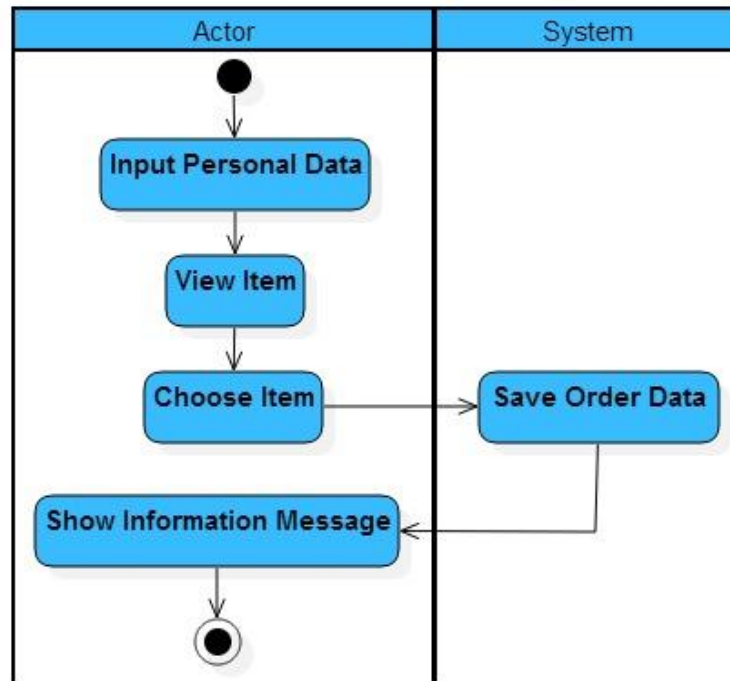 Actor
System
Input Personal Data
View Item
Choose Item
Save Order Data
Show Information Message